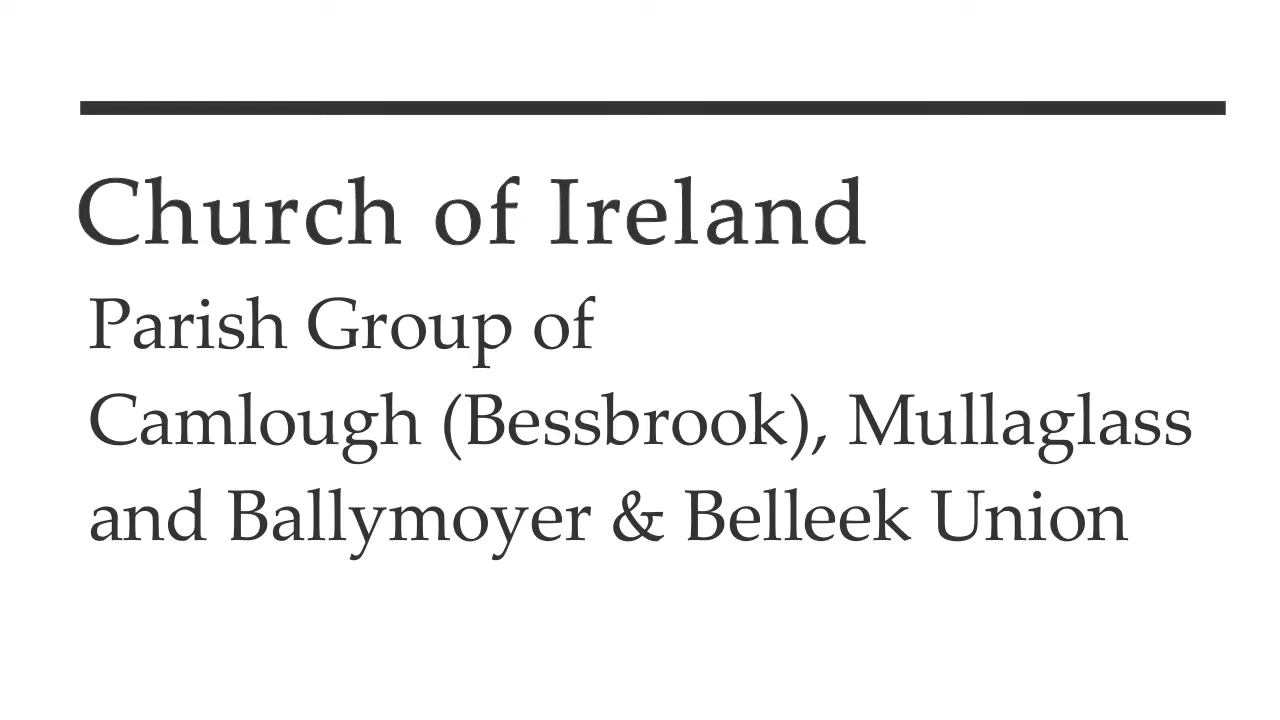 Church of Ireland
Parish Group of
Camlough (Bessbrook), Mullaglass
and Ballymoyer & Belleek Union